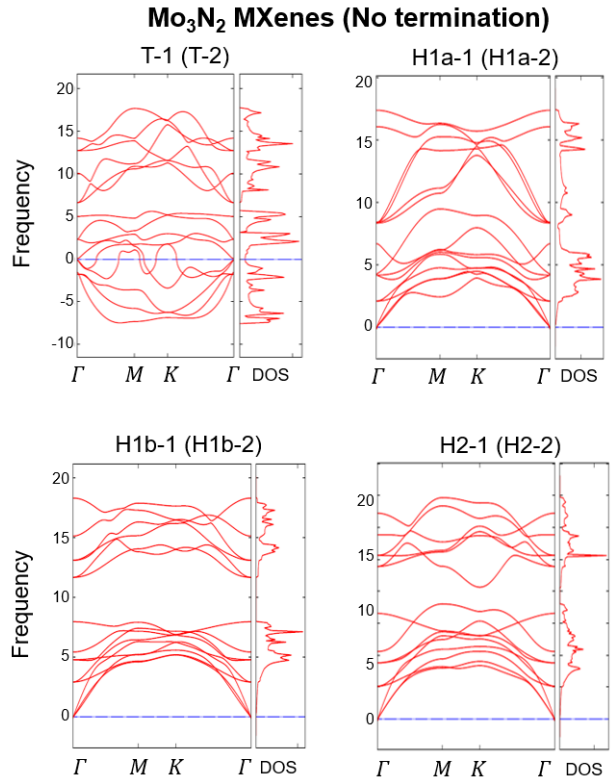 Mo₃N₂ MXenes (No termination)
T-1 (T-2)
H1a-1 (H1a-2)
Frequency
20
15
10
5
0
-5
-10
Γ M K Γ DOS
20
15
10
5
0
Γ M K Γ DOS
H1b-1 (H1b-2)
H2-1 (H2-2)
Frequency
20
15
10
5
0
Γ M K Γ DOS
20
15
10
5
0
Γ M K Γ DOS